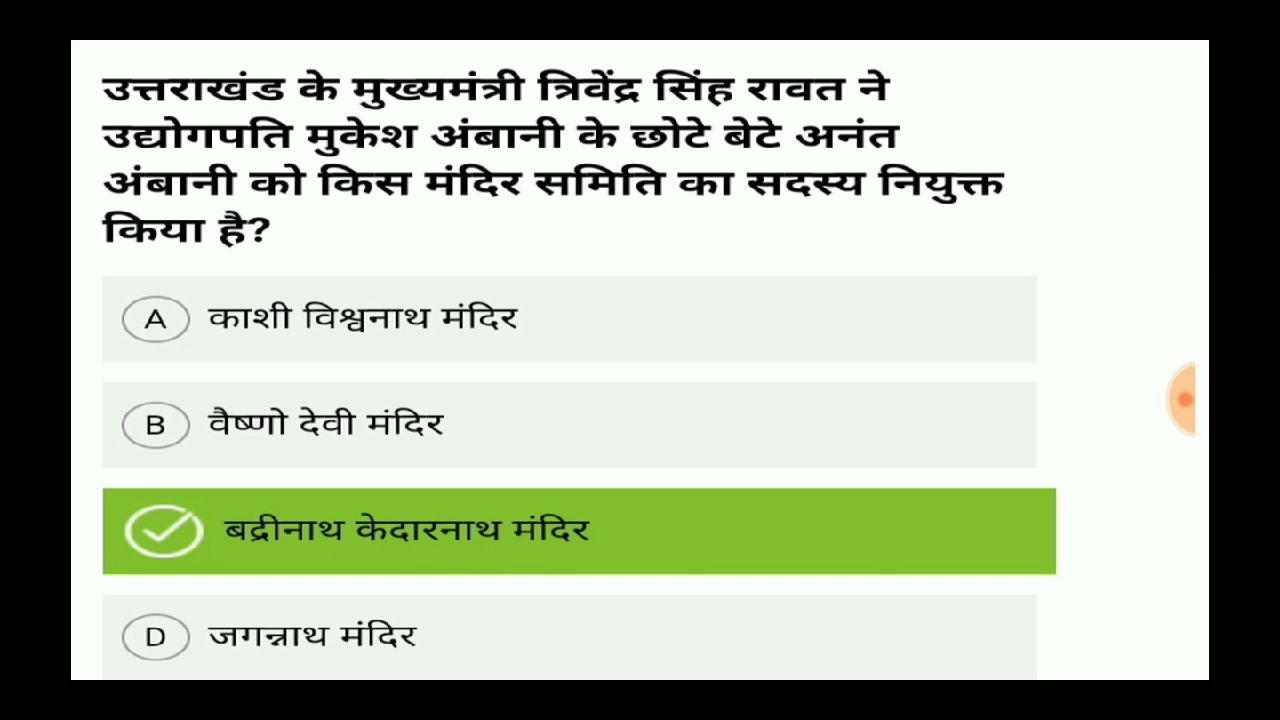 उत्तराखंड के मुख्यमंत्री त्रिवेंद्र सिंह रावत ने
उद्योगपति मुकेश अंबानी के छोटे बेटे अनंत
अंबानी को किस मंदिर समिति का सदस्य नियुक्त
किया है?
A काशी विश्वनाथ मंदिर
B वैष्णो देवी मंदिर
बद्रीनाथ केदारनाथ मंदिर
D जगन्नाथ मंदिर